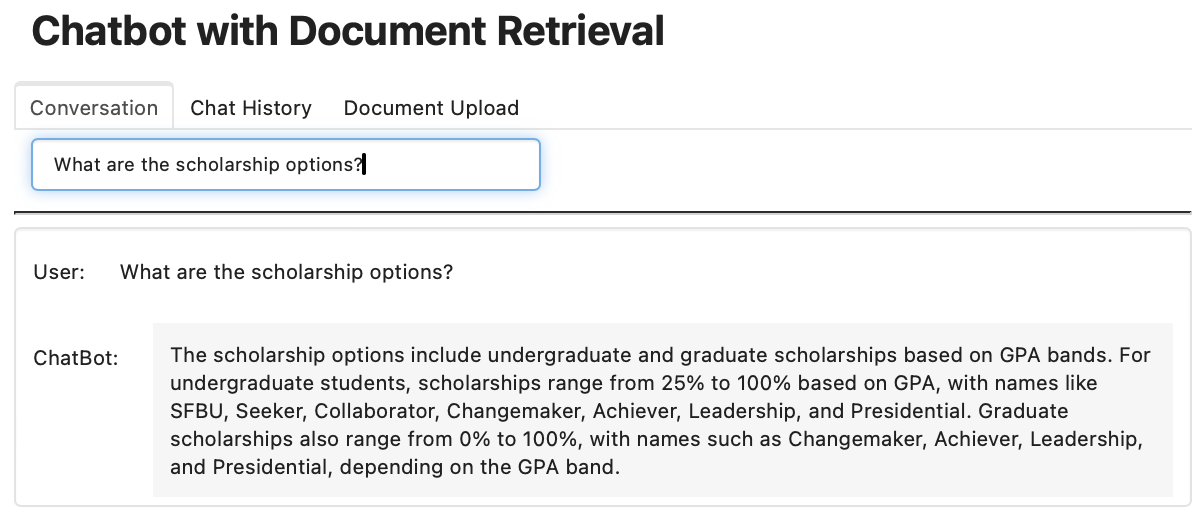 Chatbot with Document Retrieval
Conversation Chat History Document Upload
What are the scholarship options?
User: What are the scholarship options?
ChatBot: The scholarship options include undergraduate and graduate scholarships based on GPA bands. For
undergraduate students, scholarships range from 25% to 100% based on GPA, with names like
SFBU, Seeker, Collaborator, Changemaker, Achiever, Leadership, and Presidential. Graduate
scholarships also range from 0% to 100%, with names such as Changemaker, Achiever, Leadership,
and Presidential, depending on the GPA band.